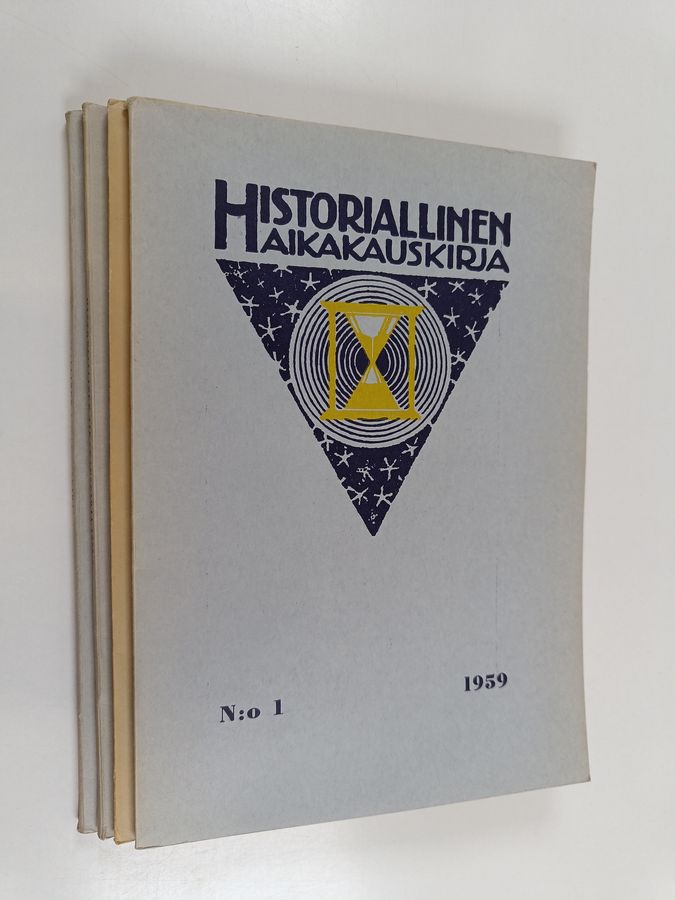 HISTORIALLINEN
AIKAKAUSKIRJA
N:o 1
1959